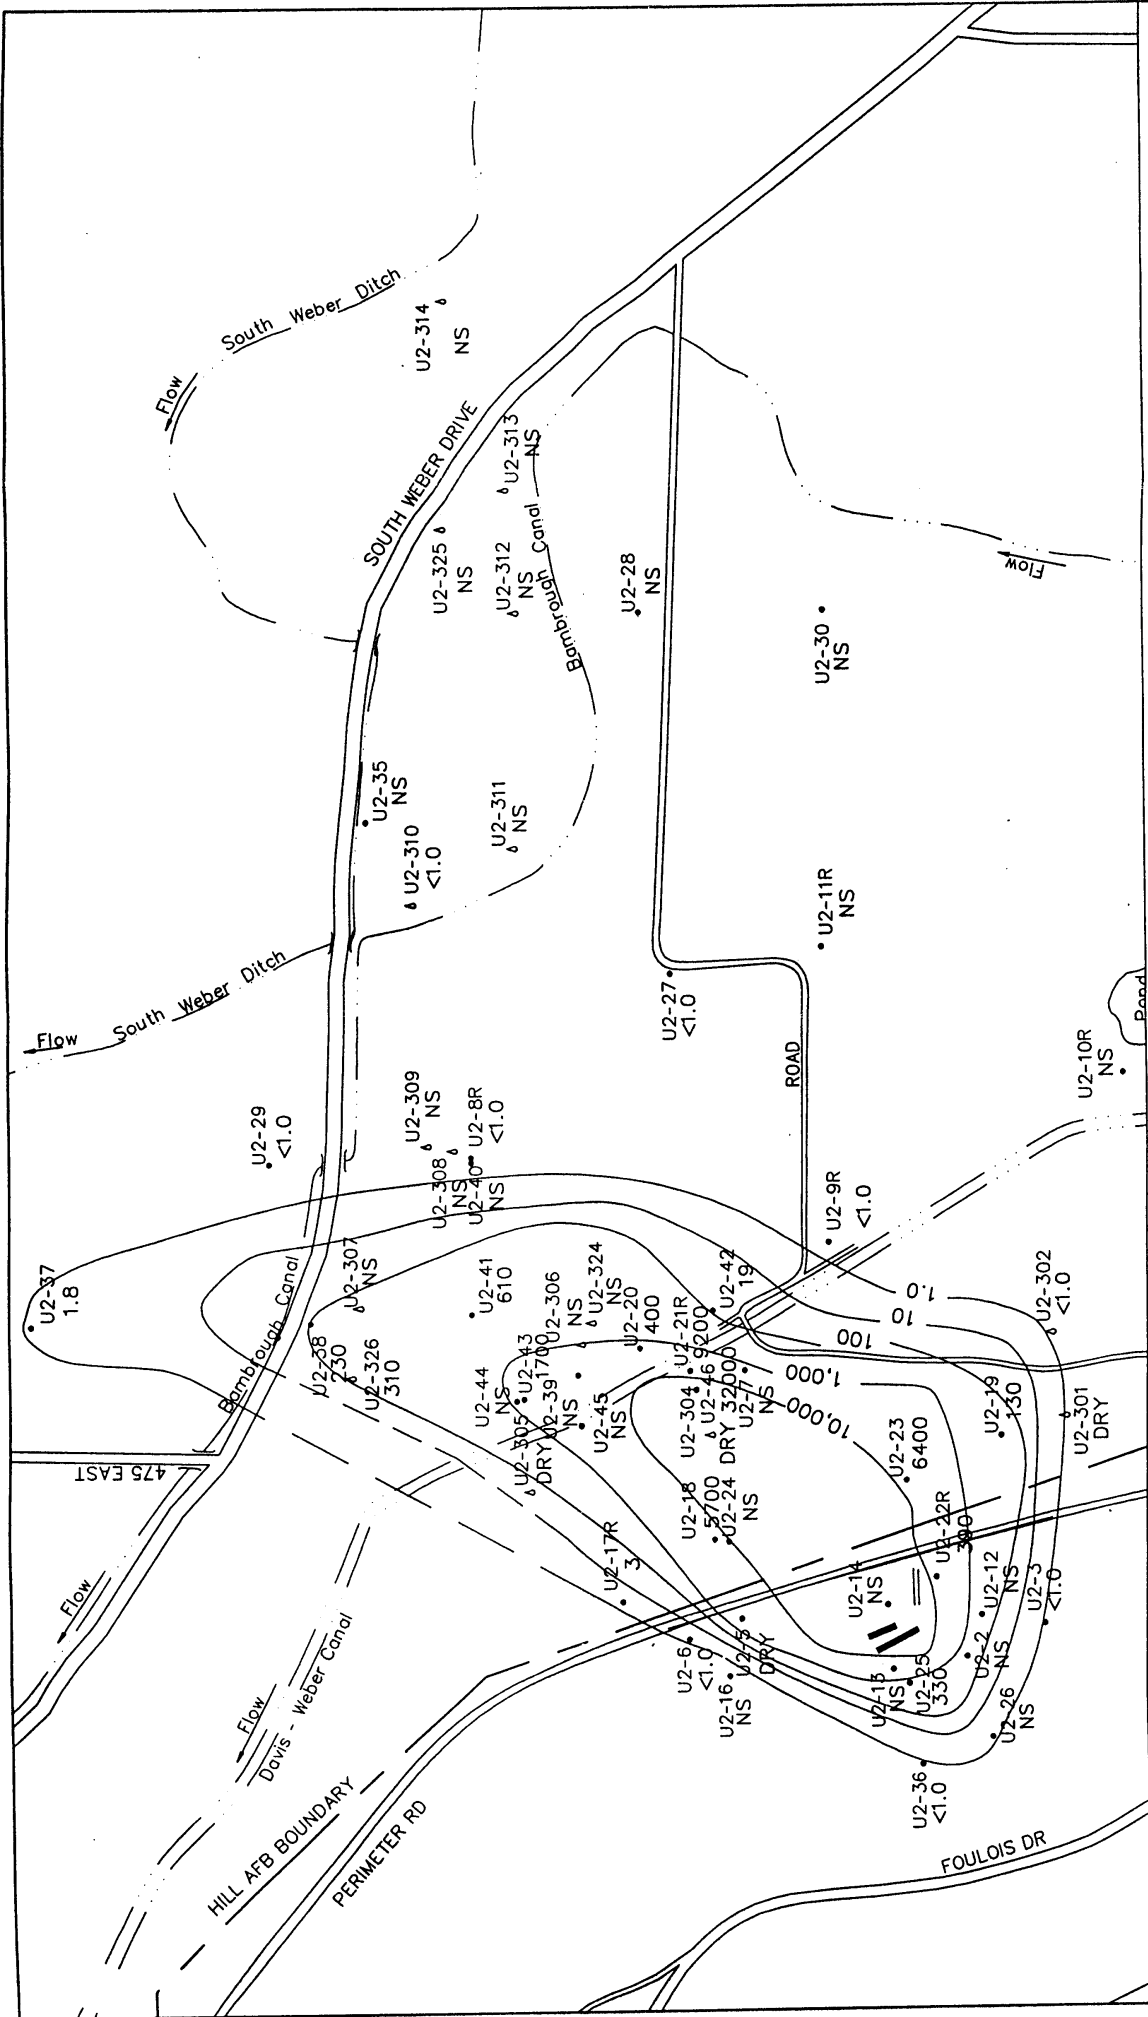 South Weber Ditch
Flow
U2-314
NS
SOUTH WEBER DRIVE
U2-313
NS
U2-325
NS
U2-312
NS
Bambrough Canal
U2-28
NS
Flow
U2-30
NS
U2-35
NS
U2-310
<1.0
U2-311
NS
U2-11R
NS
South Weber Ditch
Flow
U2-27
<1.0
ROAD
Pond
U2-10R
NS
U2-29
<1.0
U2-309
NS
U2-8R
<1.0
U2-308
NS
U2-40
NS
U2-9R
<1.0
U2-37
1.8
Bambrough Canal
U2-307
NS
U2-41
610
U2-306
NS
U2-324
NS
U2-20
400
U2-42
19
U2-21R
9200
U2-302
<1.0
1.0
10
100
1,000
10,000
U2-38
230
U2-326
310
U2-44
NS
U2-43
1700
U2-39
NS
U2-45
NS
U2-305
DRY
U2-304
DRY
U2-46
32000
U2-7
NS
U2-19
130
U2-301
DRY
U2-23
6400
475 EAST
U2-18
5700
U2-24
NS
U2-17R
3
U2-22R
390
U2-14
NS
U2-12
NS
U2-3
<1.0
U2-6
<1.0
U2-5
DRY
U2-16
NS
U2-13
NS
U2-25
330
U2-2
NS
U2-26
NS
U2-36
<1.0
Flow
Flow
Davis - Weber Canal
HILL AFB BOUNDARY
PERIMETER RD
FOULOIS DR